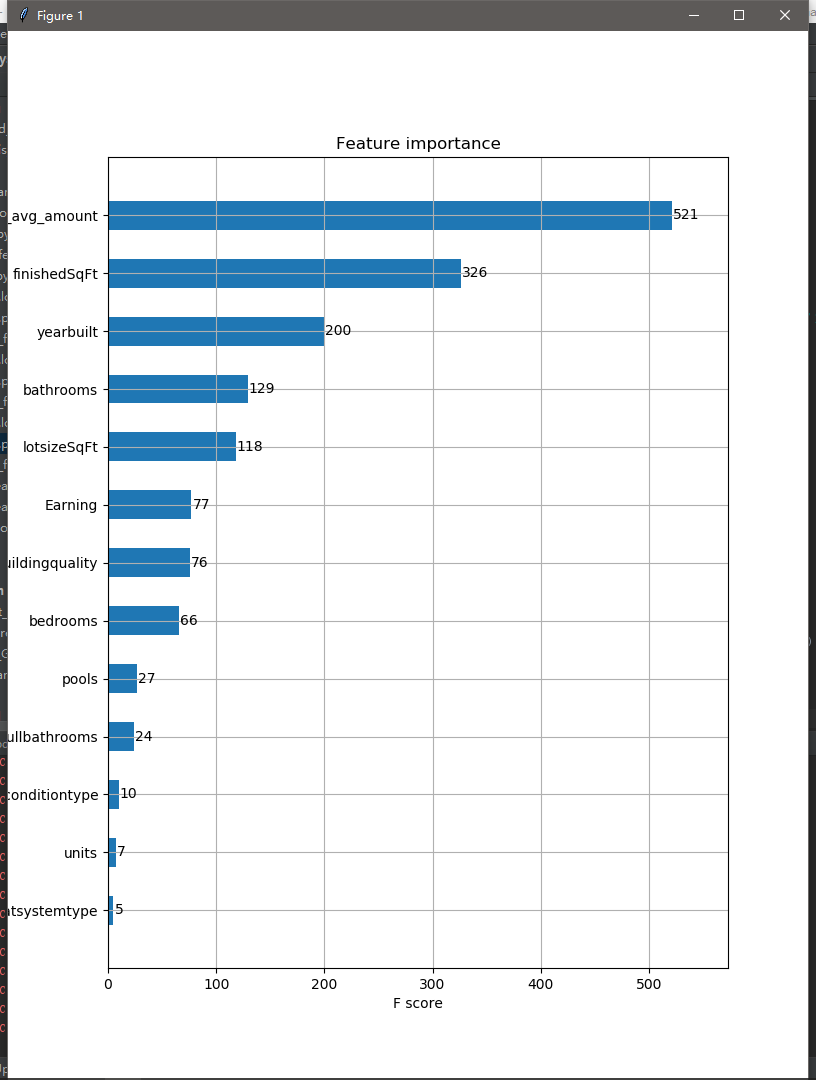 Figure 1
Feature importance
_avg_amount
521
finishedSqFt
326
yearbuilt
200
bathrooms
129
lotsizeSqFt
118
Earning
77
uildingquality
76
bedrooms
66
pools
27
ullbathrooms
24
conditiontype
10
units
7
atsystemtype
5
0 100 200 300 400 500
F score